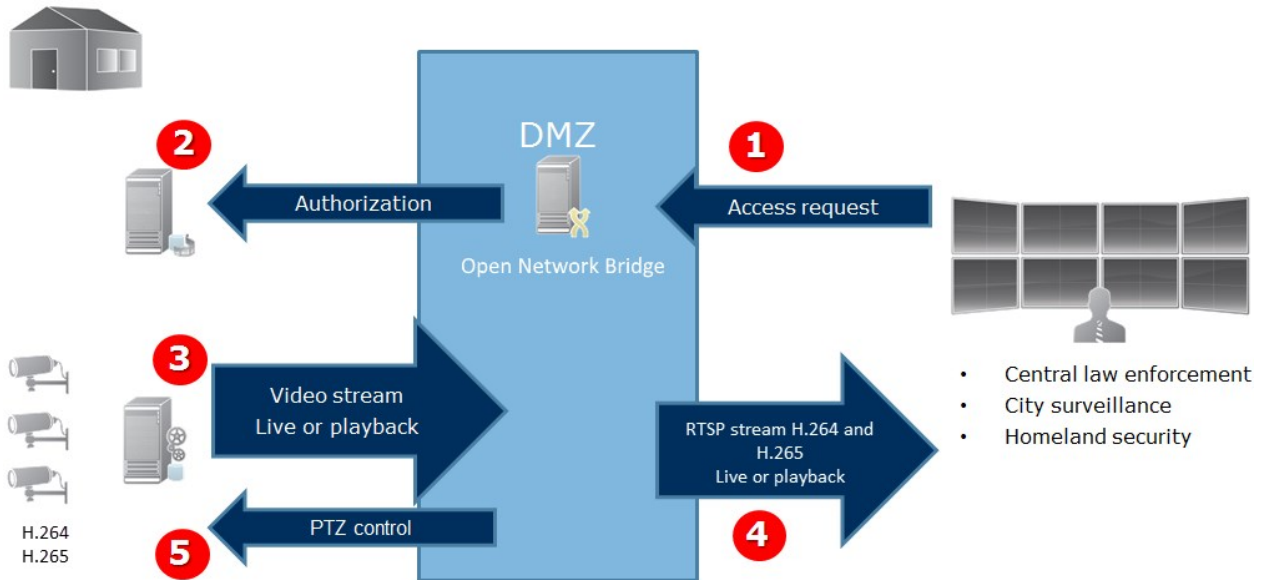 DMZ
Open Network Bridge
1
Access request
2
Authorization
3
Video stream
Live or playback
RTSP stream H.264 and
H.265
Live or playback
4
PTZ control
5
H.264
H.265
• Central law enforcement
• City surveillance
• Homeland security